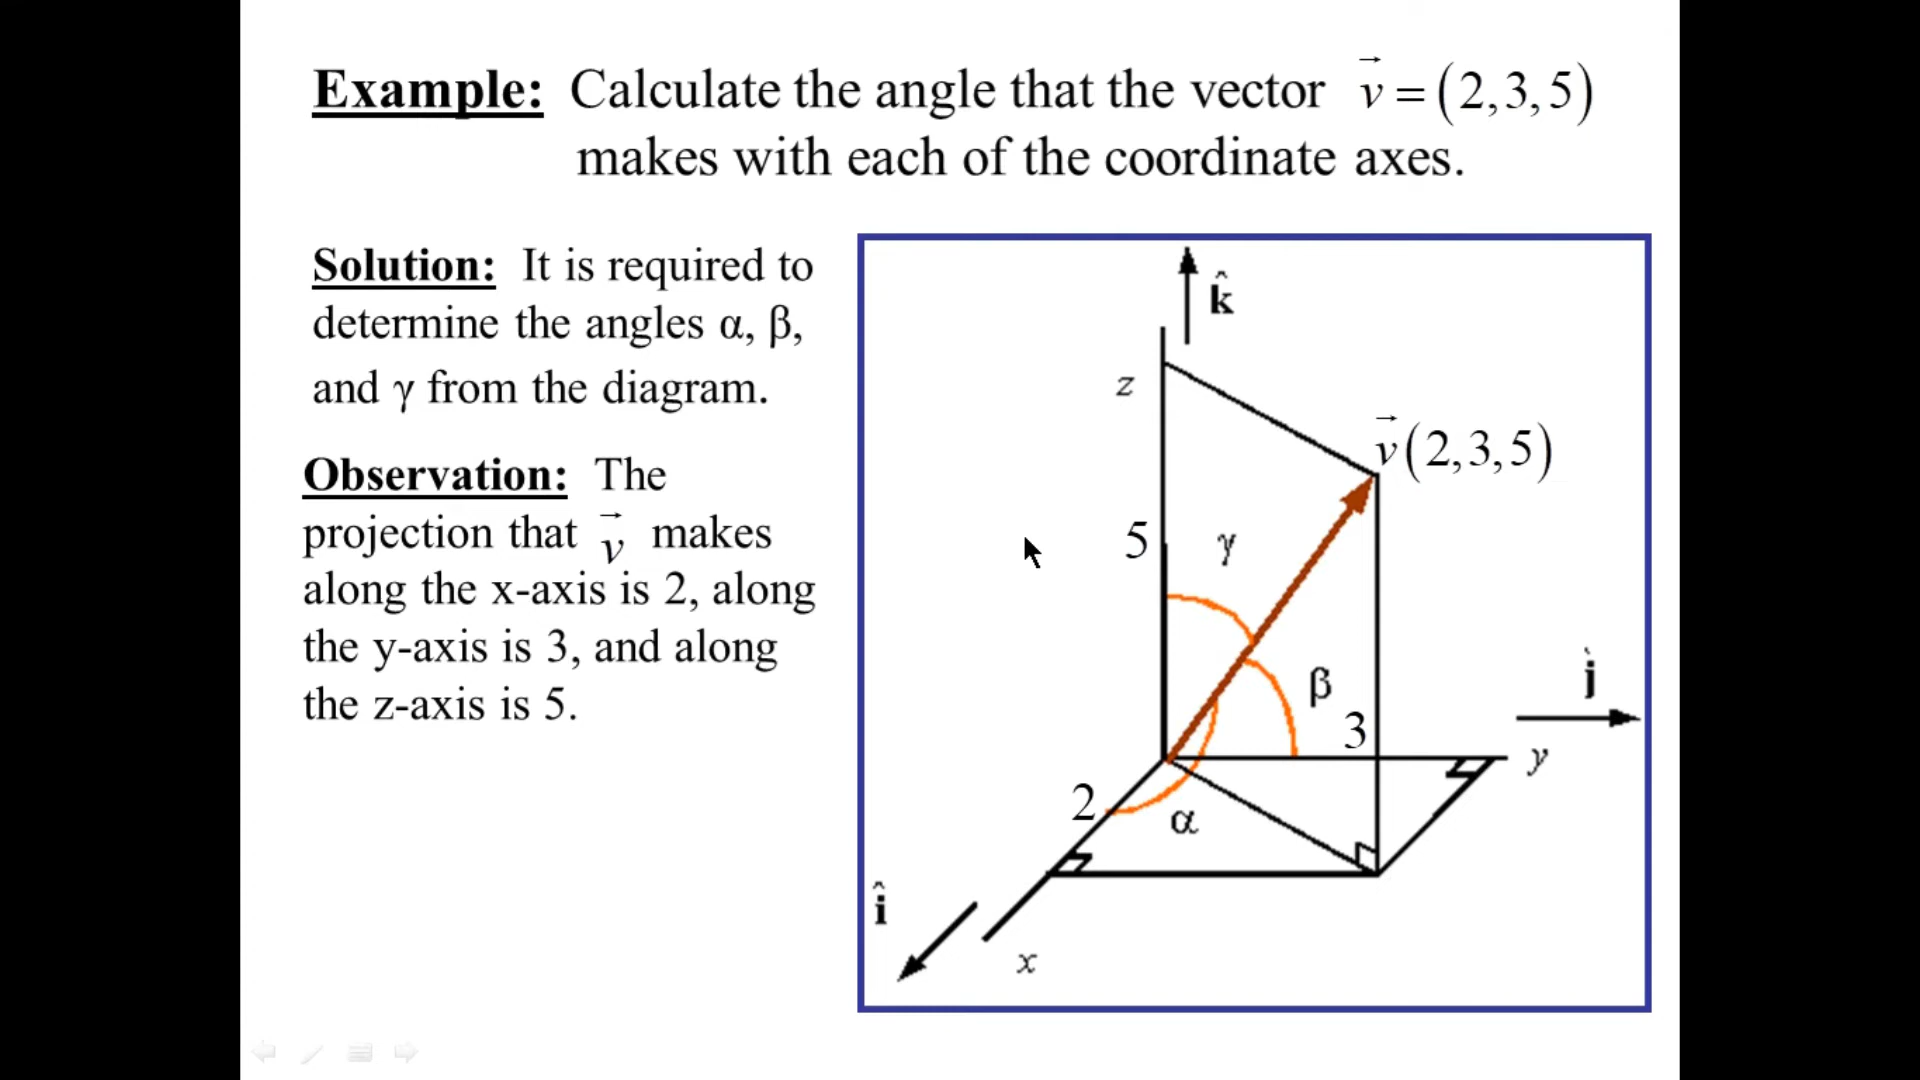 Example: Calculate the angle that the vector v⃗ = (2,3,5)
makes with each of the coordinate axes.
Solution: It is required to
determine the angles α, β,
and γ from the diagram.
Observation: The
projection that v⃗ makes
along the x-axis is 2, along
the y-axis is 3, and along
the z-axis is 5.
k̂
z
v⃗(2,3,5)
5
γ
β
j
3
y
2
α
î
x